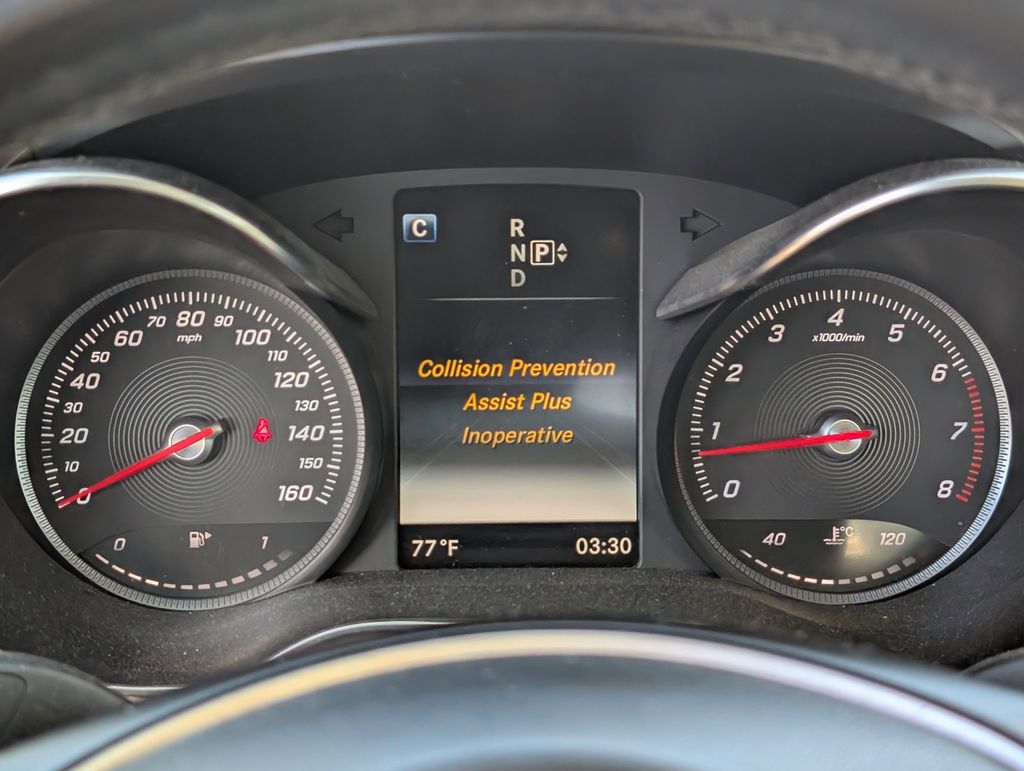 C
R
N P
D
Collision Prevention
Assist Plus
Inoperative
77°F 03:30
0
10
20
30
40
50
60
70
80
90
100
110
120
130
140
150
160
mph
0 1
0
1
2
3
4
5
6
7
8
x1000/min
40 °C 120